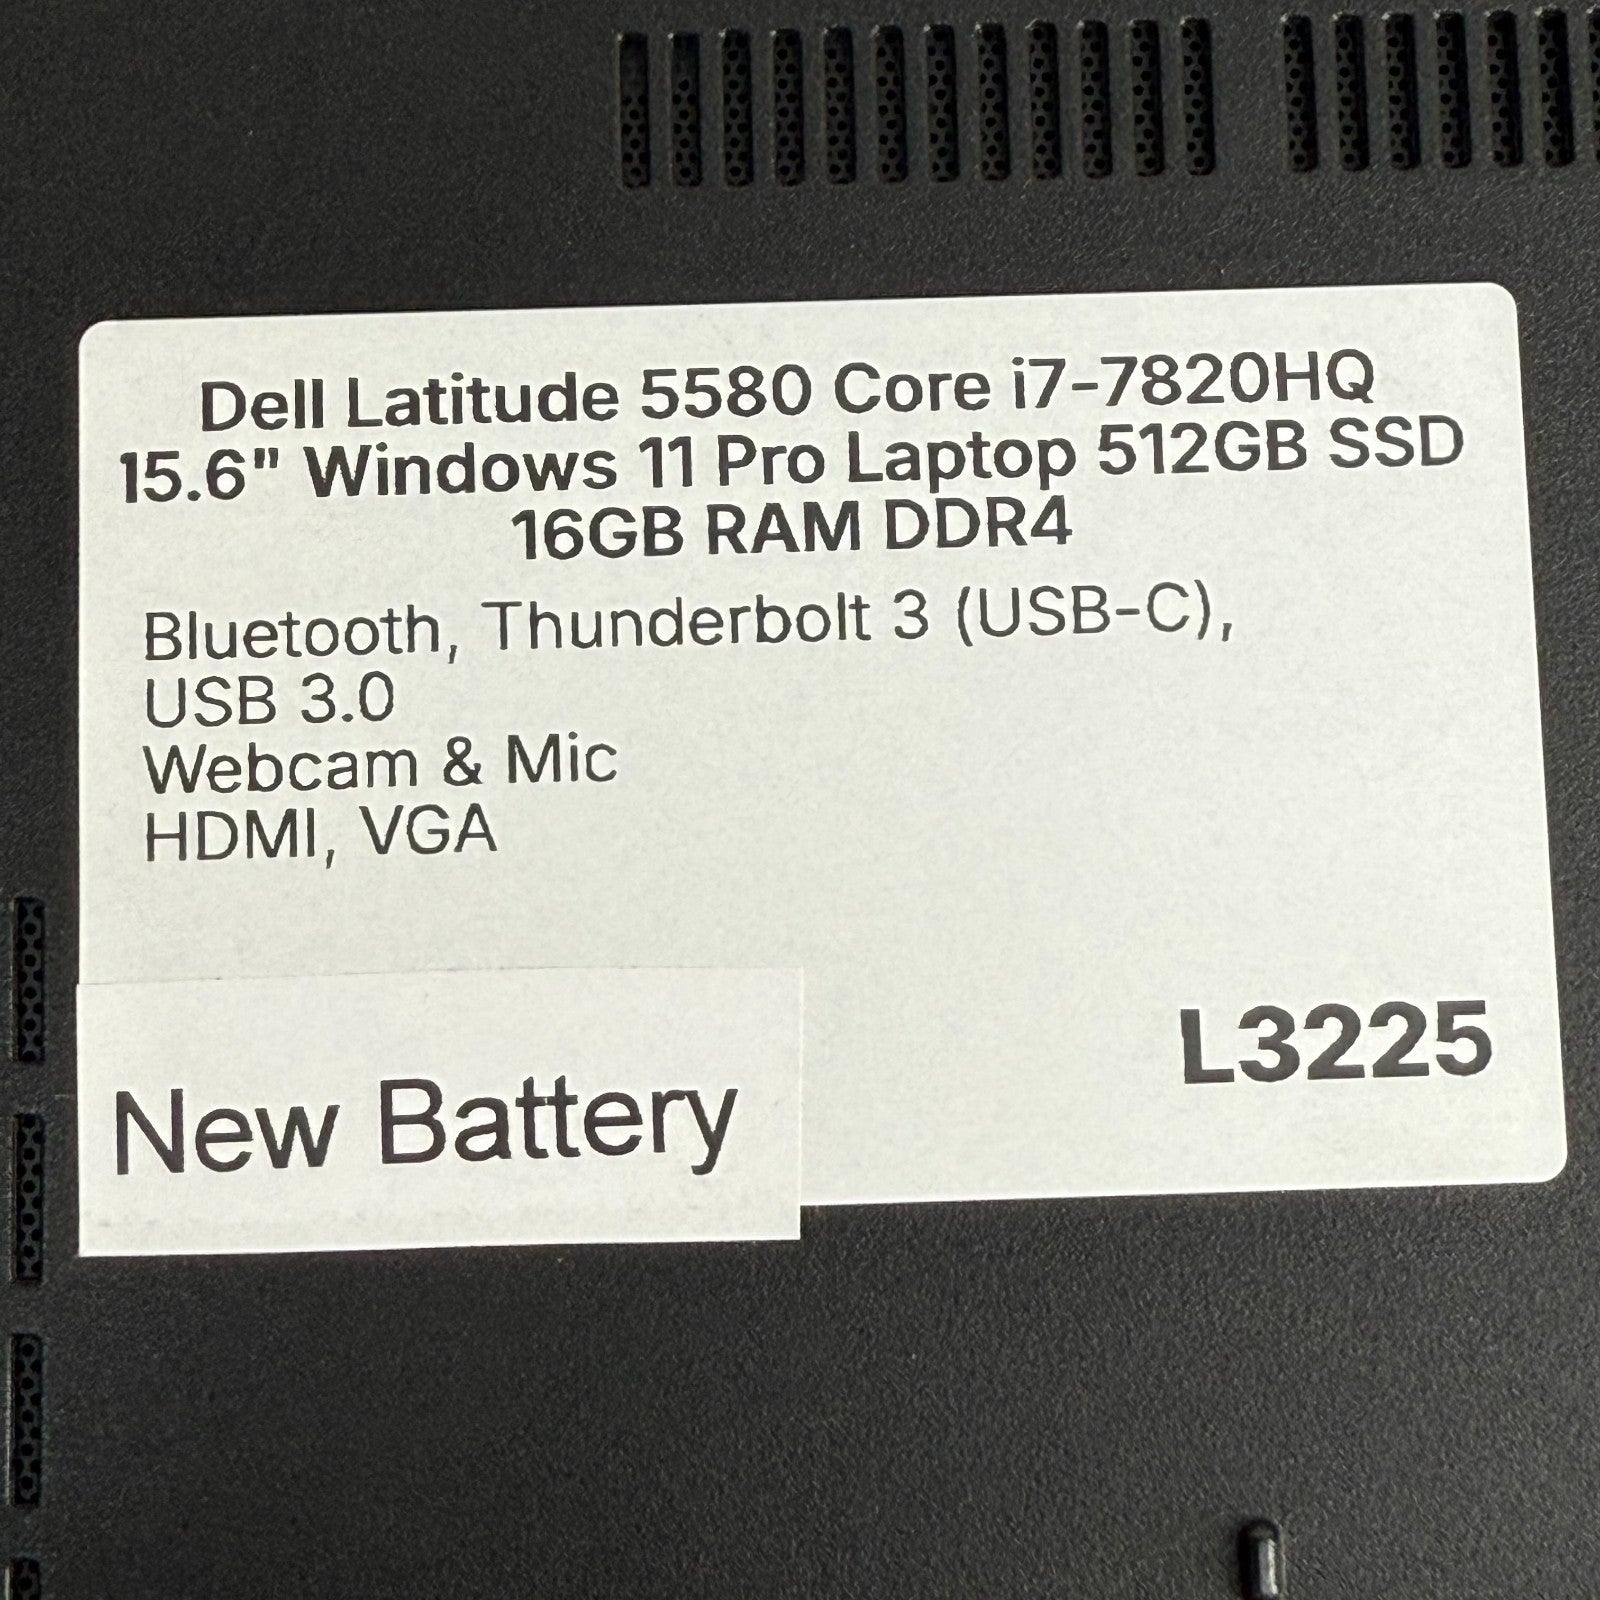 Dell Latitude 5580 Core i7-7820HQ
15.6" Windows 11 Pro Laptop 512GB SSD
16GB RAM DDR4
Bluetooth, Thunderbolt 3 (USB-C),
USB 3.0
Webcam & Mic
HDMI, VGA
L3225
New Battery